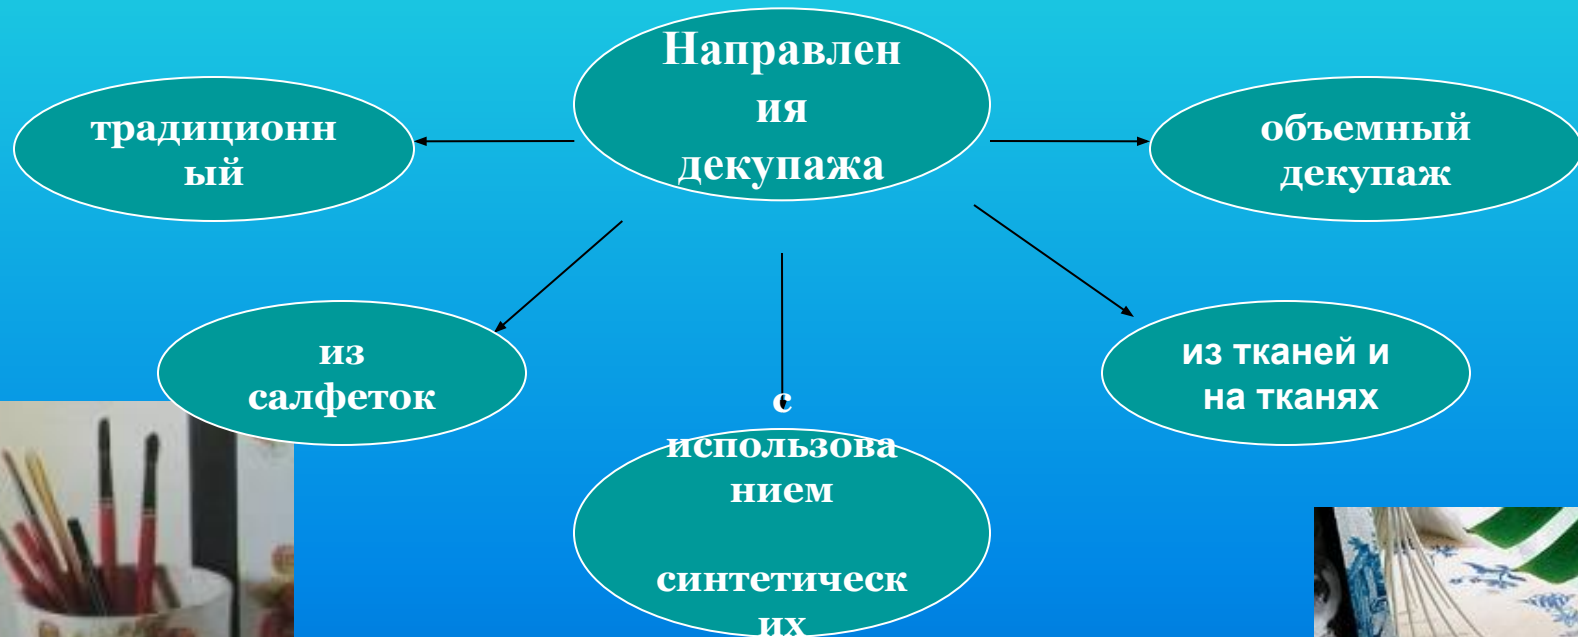 Направлен
ия
декупажа
традиционн
ый
объемный
декупаж
из
салфеток
из тканей и
на тканях
с
использова
нием
синтетическ
их